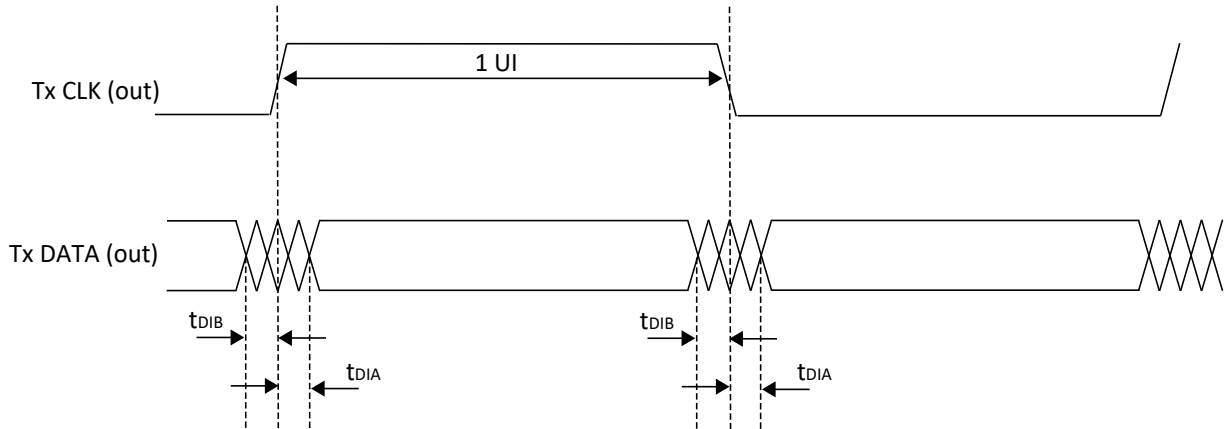 1 UI
Tx CLK (out)
Tx DATA (out)
tDIB
tDIB
tDIA
tDIA